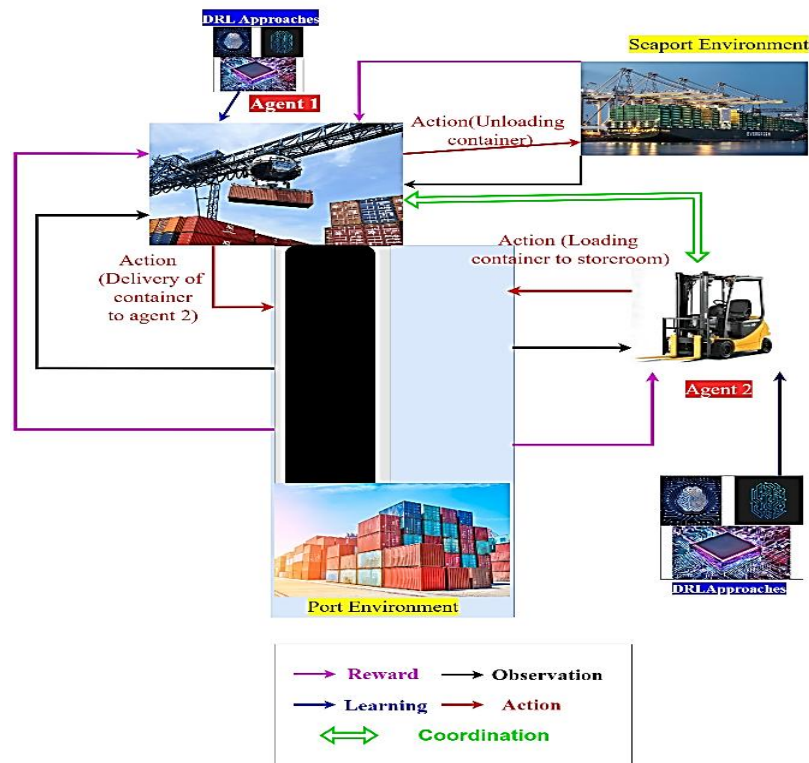 DRL Approaches
Seaport Environment
Agent 1
Action(Unloading
container)
EVERGREEN
Action
(Delivery of
container
to agent 2)
Action (Loading
container to storeroom)
Agent 2
DRLApproaches
Port Environment
Reward
Observation
Learning
Action
Coordination